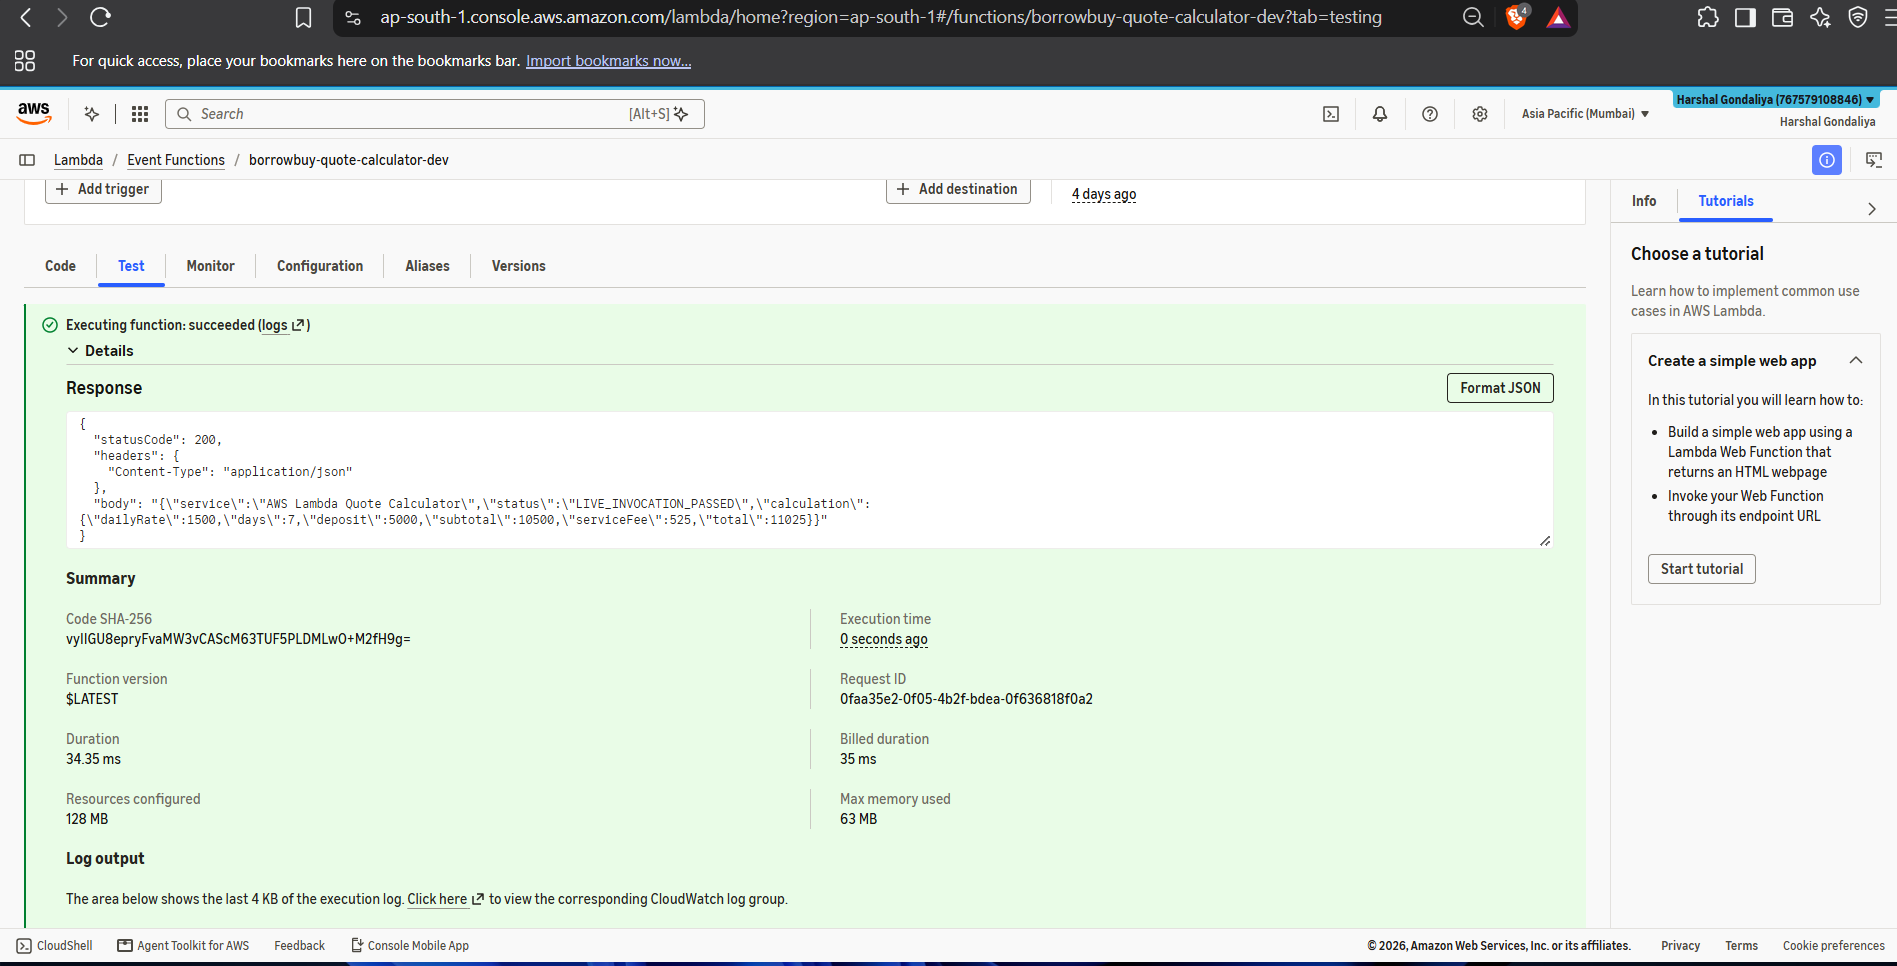 ap-south-1.console.aws.amazon.com/lambda/home?region=ap-south-1#/functions/borrowbuy-quote-calculator-dev?tab=testing
4
For quick access, place your bookmarks here on the bookmarks bar. Import bookmarks now...
aws
Search
[Alt+S]
Asia Pacific (Mumbai)
Harshal Gondaliya (767579108846)
Harshal Gondaliya
Lambda / Event Functions / borrowbuy-quote-calculator-dev
Add trigger
Add destination
4 days ago
Info
Tutorials
Code
Test
Monitor
Configuration
Aliases
Versions
Executing function: succeeded (logs)
Details
Response
Format JSON
{
"statusCode": 200,
"headers": {
"Content-Type": "application/json"
},
"body": "{\"service\":\"AWS Lambda Quote Calculator\",\"status\":\"LIVE_INVOCATION_PASSED\",\"calculation\":
{\"dailyRate\":1500,\"days\":7,\"deposit\":5000,\"subtotal\":10500,\"serviceFee\":525,\"total\":11025}}"
}
Summary
Code SHA-256
Execution time
0 seconds ago
Function version
$LATEST
Request ID
0faa35e2-0f05-4b2f-bdea-0f636818f0a2
Duration
34.35 ms
Billed duration
35 ms
Resources configured
128 MB
Max memory used
63 MB
Log output
The area below shows the last 4 KB of the execution log. Click here to view the corresponding CloudWatch log group.
Choose a tutorial
Learn how to implement common use
cases in AWS Lambda.
Create a simple web app
In this tutorial you will learn how to:
• Build a simple web app using a
Lambda Web Function that
returns an HTML webpage
• Invoke your Web Function
through its endpoint URL
Start tutorial
CloudShell
Agent Toolkit for AWS
Feedback
Console Mobile App
© 2026, Amazon Web Services, Inc. or its affiliates.
Privacy
Terms
Cookie preferences